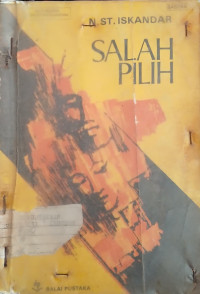 N. ST. ISKANDAR
SALAH
PILIH
BALAI PUSTAKA